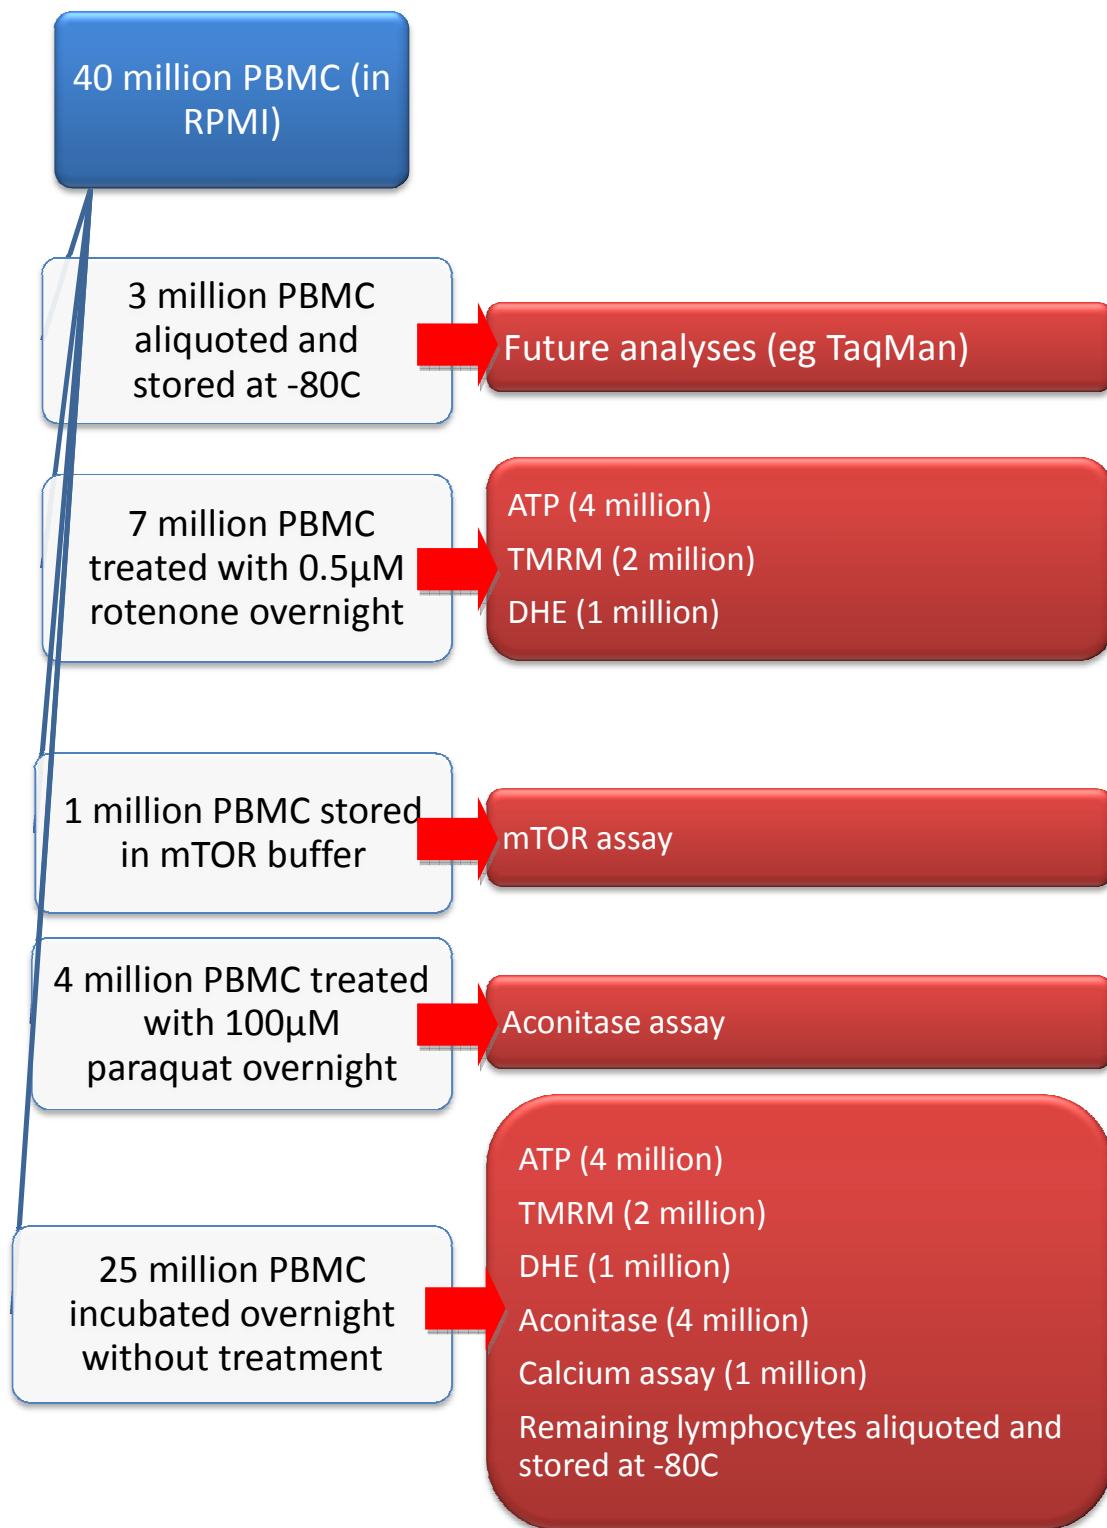 40 million PBMC (in
RPMI)
3 million PBMC
aliquoted and
stored at -80C
Future analyses (eg TaqMan)
7 million PBMC
treated with 0.5µM
rotenone overnight
ATP (4 million)
TMRM (2 million)
DHE (1 million)
1 million PBMC stored
in mTOR buffer
mTOR assay
4 million PBMC treated
with 100µM
paraquat overnight
Aconitase assay
25 million PBMC
incubated overnight
without treatment
ATP (4 million)
TMRM (2 million)
DHE (1 million)
Aconitase (4 million)
Calcium assay (1 million)
Remaining lymphocytes aliquoted and
stored at -80C